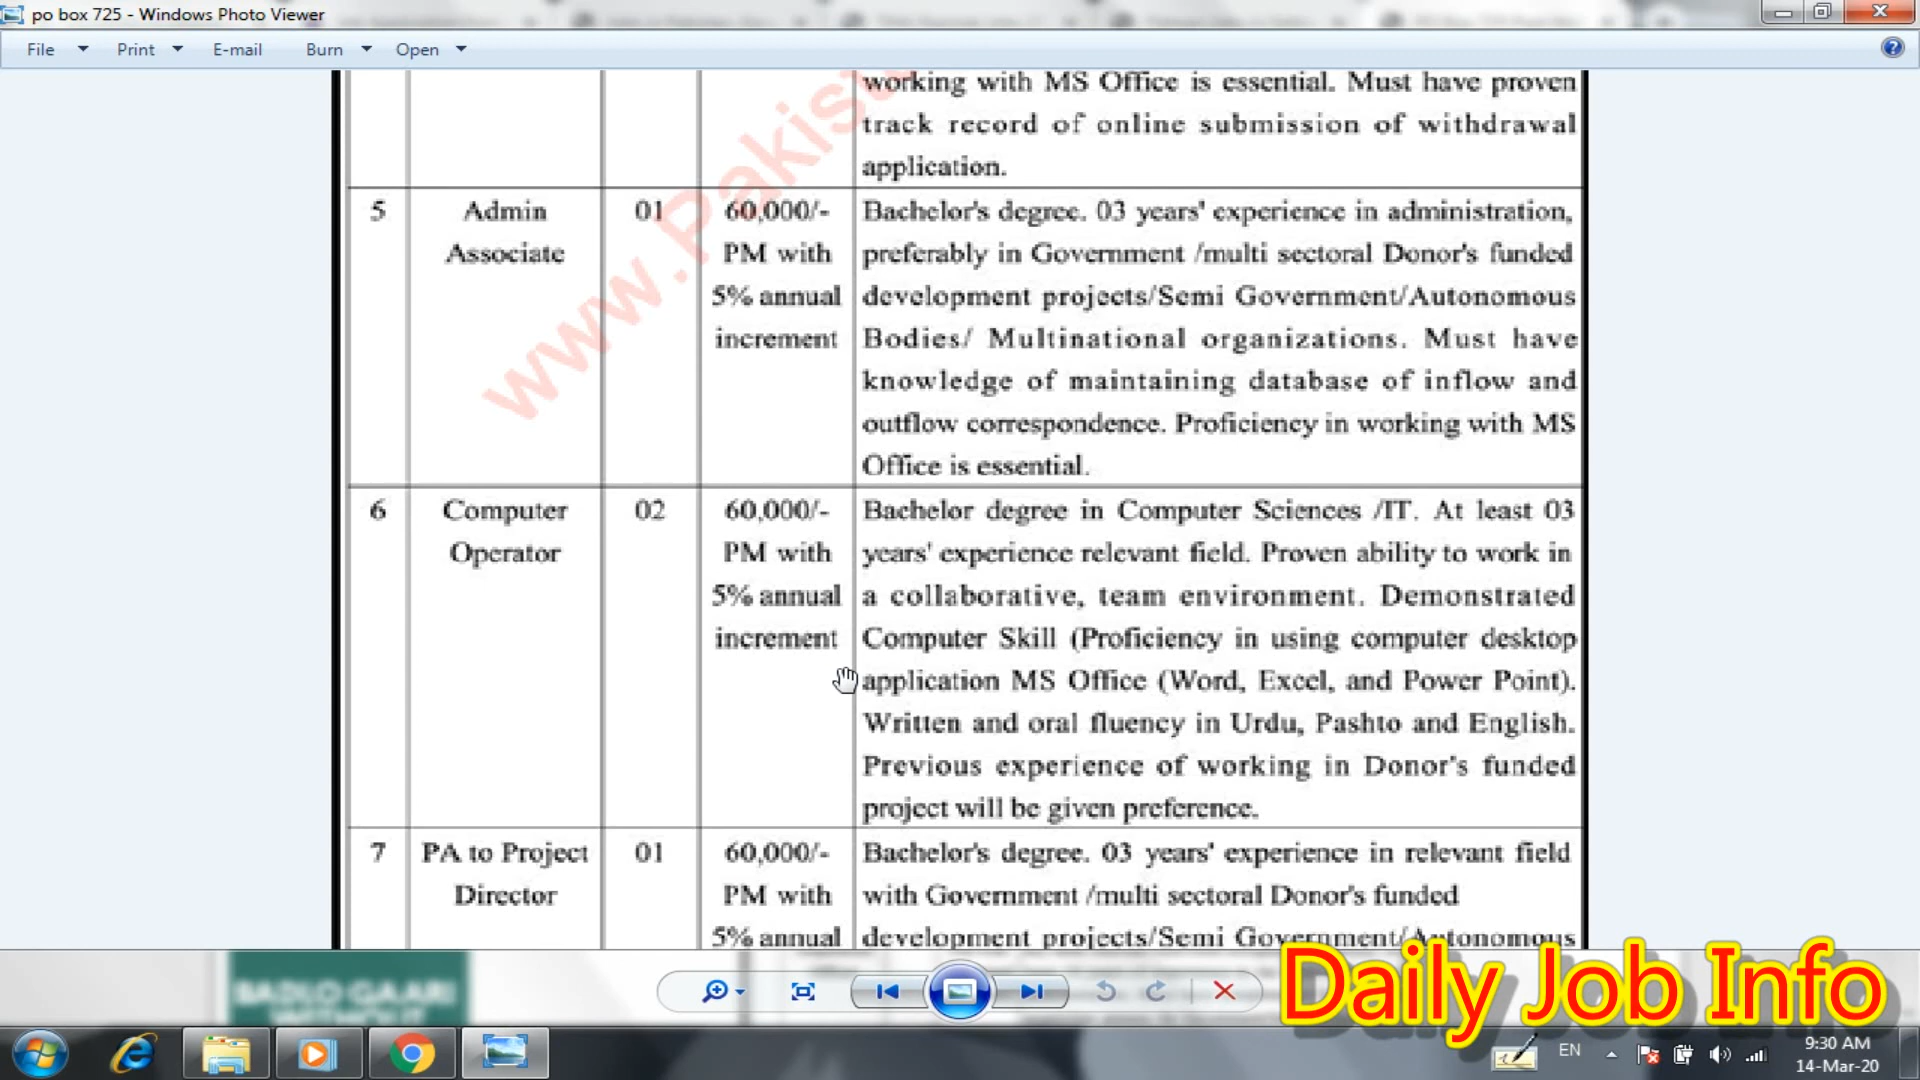 po box 725 - Windows Photo Viewer
File Print E-mail Burn Open
working with MS Office is essential. Must have proven
track record of online submission of withdrawal
application.
5 Admin 01 60,000/- Bachelor's degree. 03 years' experience in administration,
Associate PM with preferably in Government /multi sectoral Donor's funded
5% annual development projects/Semi Government/Autonomous
increment Bodies/ Multinational organizations. Must have
knowledge of maintaining database of inflow and
outflow correspondence. Proficiency in working with MS
Office is essential.
6 Computer 02 60,000/- Bachelor degree in Computer Sciences /IT. At least 03
Operator PM with years' experience relevant field. Proven ability to work in
5% annual a collaborative, team environment. Demonstrated
increment Computer Skill (Proficiency in using computer desktop
application MS Office (Word, Excel, and Power Point).
Written and oral fluency in Urdu, Pashto and English.
Previous experience of working in Donor's funded
project will be given preference.
7 PA to Project 01 60,000/- Bachelor's degree. 03 years' experience in relevant field
Director PM with with Government /multi sectoral Donor's funded
5% annual development projects/Semi Government/Autonomous
www.Pakist
BADLO GAARI
Daily Job Info
EN
9:30 AM
14-Mar-20